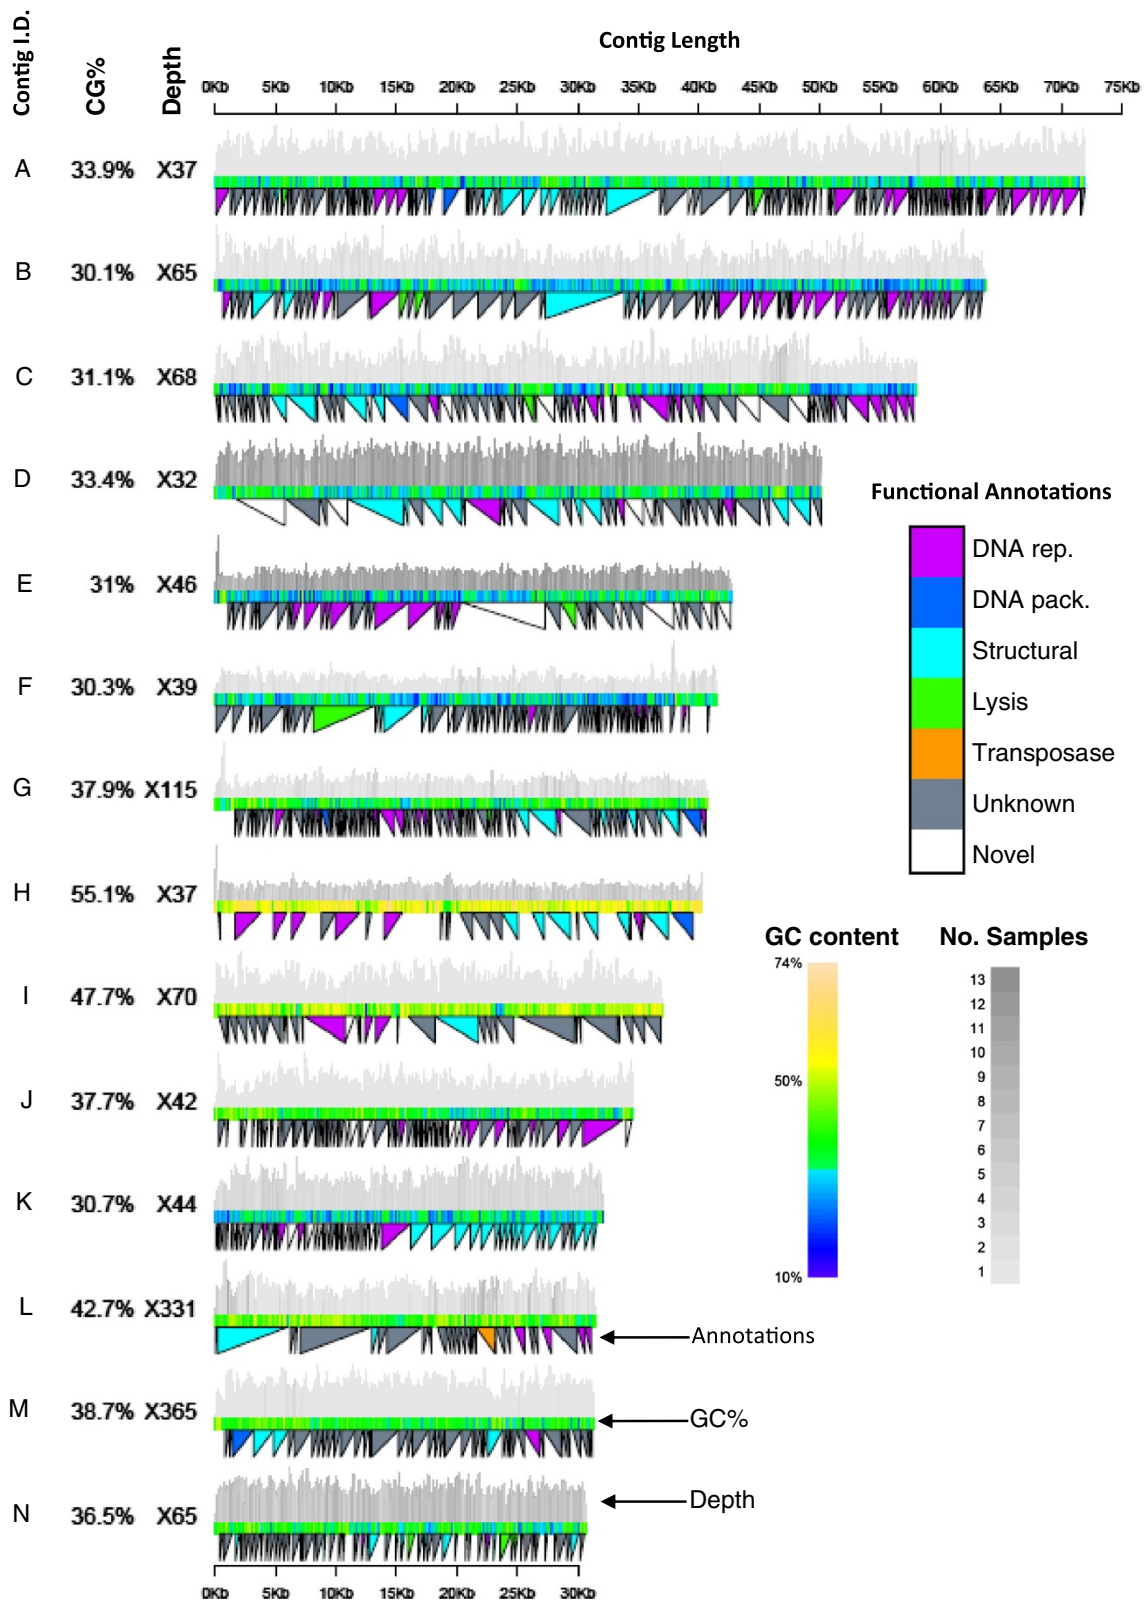 Contig I.D.
CG%
Depth
Contig Length
0Kb 5Kb 10Kb 15Kb 20Kb 25Kb 30Kb 35Kb 40Kb 45Kb 50Kb 55Kb 60Kb 65Kb 70Kb 75Kb
A 33.9% X37
B 30.1% X65
C 31.1% X68
D 33.4% X32
E 31% X46
F 30.3% X39
G 37.9% X115
H 55.1% X37
I 47.7% X70
J 37.7% X42
K 30.7% X44
L 42.7% X331
M 38.7% X365
N 36.5% X65
0Kb 5Kb 10Kb 15Kb 20Kb 25Kb 30Kb
Functional Annotations
DNA rep.
DNA pack.
Structural
Lysis
Transposase
Unknown
Novel
GC content
74%
50%
10%
No. Samples
13
12
11
10
9
8
7
6
5
4
3
2
1
Annotations
GC%
Depth